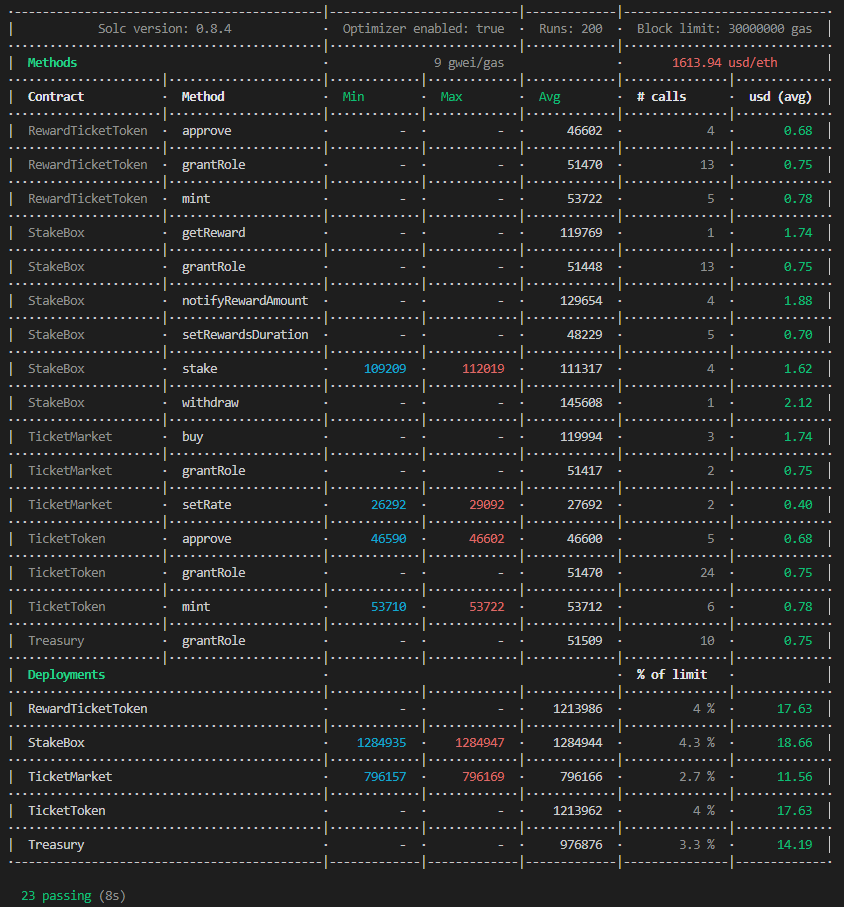 Solc version: 0.8.4 · Optimizer enabled: true · Runs: 200 · Block limit: 30000000 gas
Methods · 9 gwei/gas · 1613.94 usd/eth
Contract · Method · Min · Max · Avg · # calls · usd (avg)
RewardTicketToken · approve · - · - · 46602 · 4 · 0.68
RewardTicketToken · grantRole · - · - · 51470 · 13 · 0.75
RewardTicketToken · mint · - · - · 53722 · 5 · 0.78
StakeBox · getReward · - · - · 119769 · 1 · 1.74
StakeBox · grantRole · - · - · 51448 · 13 · 0.75
StakeBox · notifyRewardAmount · - · - · 129654 · 4 · 1.88
StakeBox · setRewardsDuration · - · - · 48229 · 5 · 0.70
StakeBox · stake · 109209 · 112019 · 111317 · 4 · 1.62
StakeBox · withdraw · - · - · 145608 · 1 · 2.12
TicketMarket · buy · - · - · 119994 · 3 · 1.74
TicketMarket · grantRole · - · - · 51417 · 2 · 0.75
TicketMarket · setRate · 26292 · 29092 · 27692 · 2 · 0.40
TicketToken · approve · 46590 · 46602 · 46600 · 5 · 0.68
TicketToken · grantRole · - · - · 51470 · 24 · 0.75
TicketToken · mint · 53710 · 53722 · 53712 · 6 · 0.78
Treasury · grantRole · - · - · 51509 · 10 · 0.75
Deployments · · % of limit ·
RewardTicketToken · - · - · 1213986 · 4 % · 17.63
StakeBox · 1284935 · 1284947 · 1284944 · 4.3 % · 18.66
TicketMarket · 796157 · 796169 · 796166 · 2.7 % · 11.56
TicketToken · - · - · 1213962 · 4 % · 17.63
Treasury · - · - · 976876 · 3.3 % · 14.19
23 passing (8s)